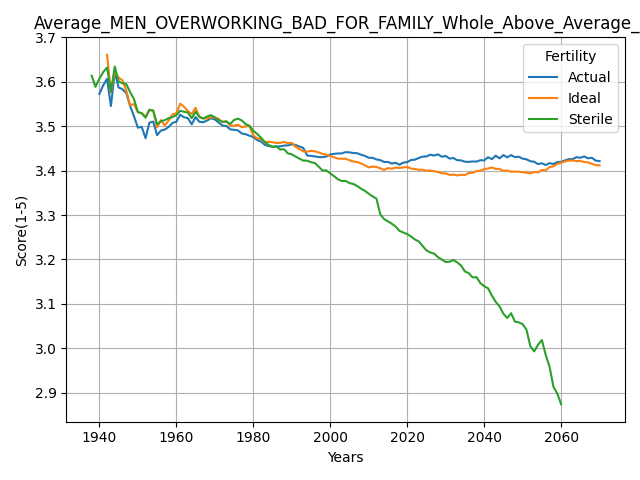 Average_MEN_OVERWORKING_BAD_FOR_FAMILY_Whole_Above_Average_
3.7
3.6
3.5
3.4
3.3
3.2
3.1
3.0
2.9
Score(1-5)
Fertility
Actual
Ideal
Sterile
1940 1960 1980 2000 2020 2040 2060
Years